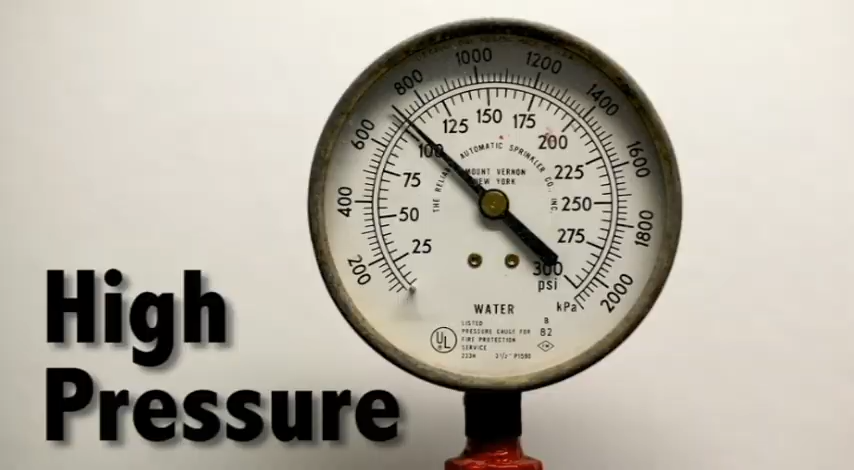 1000
1200
800
1400
600
1600
400
1800
200
2000
kPa
150
125
175
100
200
75
225
50
250
25
275
300
psi
THE RELIABLE AUTOMATIC SPRINKLER CO., INC.
MOUNT VERNON
NEW YORK
WATER
UL
LISTED
PRESSURE GAUGE FOR
FIRE PROTECTION
SERVICE
B
82
FM
High
Pressure